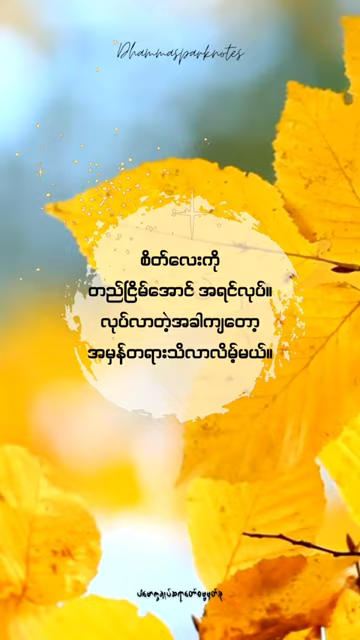 Dhammasparknotes
စိတ်လေးကို
တည်ငြိမ်အောင် အရင်လုပ်။
လုပ်လာတဲ့အခါကျတော့
အမှန်တရားသိလာလိမ့်မယ်။